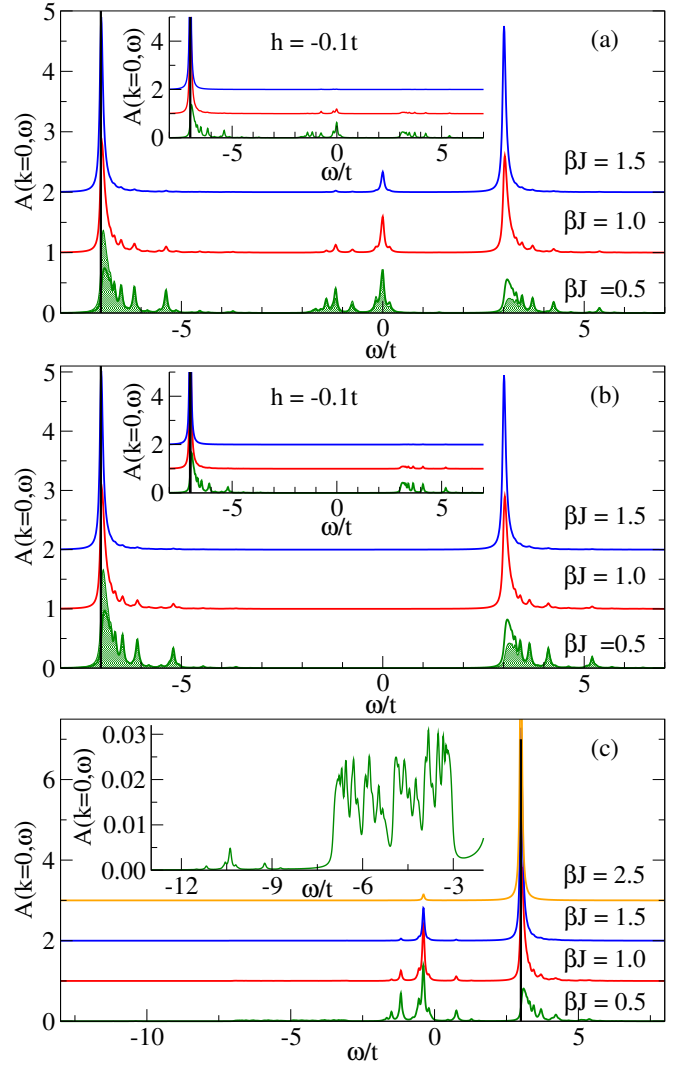 5
4
3
2
1
0
A(k=0,ω)
(a)
h = -0.1t
4
2
0
A(k=0,ω)
-5 0 5
ω/t
βJ = 1.5
βJ = 1.0
βJ =0.5
-5 0 5
ω/t
5
4
3
2
1
0
A(k=0,ω)
(b)
h = -0.1t
4
2
0
A(k=0,ω)
-5 0 5
ω/t
βJ = 1.5
βJ = 1.0
βJ =0.5
-5 0 5
ω/t
6
4
2
0
A(k=0,ω)
(c)
0.03
0.02
0.01
0.00
A(k=0,ω)
-12 -9 -6 -3
ω/t
βJ = 2.5
βJ = 1.5
βJ = 1.0
βJ = 0.5
-10 -5 0 5
ω/t